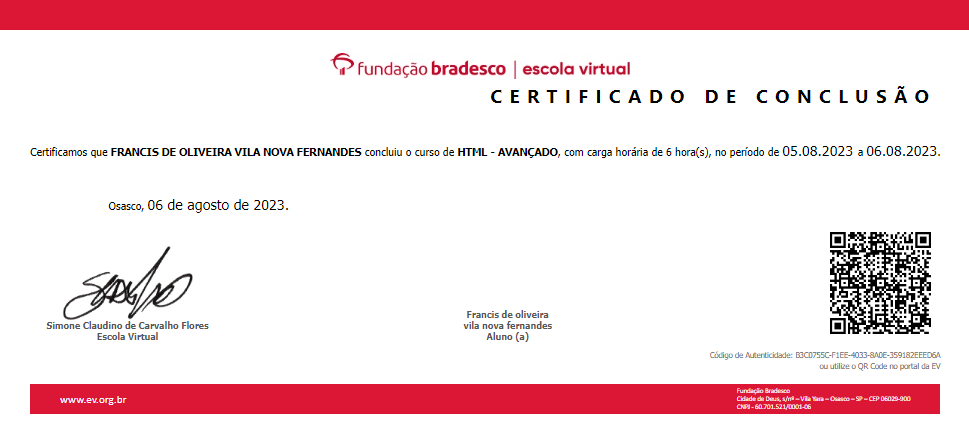 fundação bradesco | escola virtual
CERTIFICADO DE CONCLUSÃO
Certificamos que FRANCIS DE OLIVEIRA VILA NOVA FERNANDES concluiu o curso de HTML - AVANÇADO, com carga horária de 6 hora(s), no período de 05.08.2023 a 06.08.2023.
Osasco, 06 de agosto de 2023.
Simone Claudino de Carvalho Flores
Escola Virtual
Francis de oliveira
vila nova fernandes
Aluno (a)
Código de Autenticidade: B3C0755C-F1EE-4033-8A0E-359182EEED6A
ou utilize o QR Code no portal da EV
www.ev.org.br
Fundação Bradesco
Cidade de Deus, s/nº – Vila Yara – Osasco – SP – CEP 06029-900
CNPJ - 60.701.521/0001-06